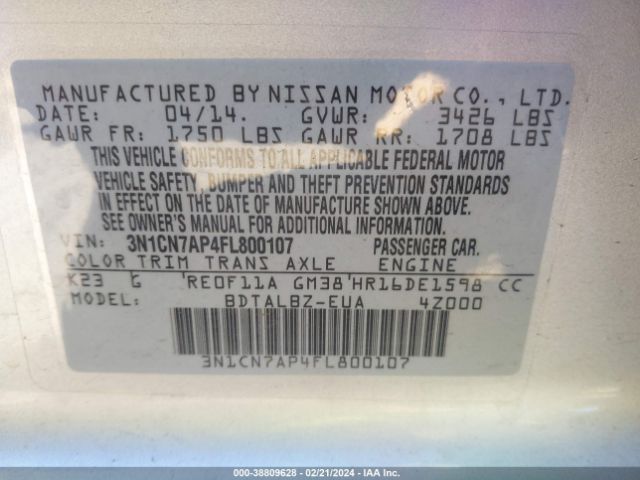 MANUFACTURED BY NISSAN MOTOR CO., LTD.
DATE: 04/14. GVWR: 3426 LBS
GAWR FR: 1750 LBS GAWR RR: 1708 LBS
THIS VEHICLE CONFORMS TO ALL APPLICABLE FEDERAL MOTOR
VEHICLE SAFETY, BUMPER AND THEFT PREVENTION STANDARDS
IN EFFECT ON THE DATE OF MANUFACTURE SHOWN ABOVE.
SEE OWNER'S MANUAL FOR ADDITIONAL INFORMATION.
VIN: 3N1CN7AP4FL800107 PASSENGER CAR.
COLOR TRIM TRANS AXLE ENGINE
K23 G 'RE0F11A GM38'HR16DE1598 CC
MODEL: BDTALBZ-EUA 4Z000
3N1CN7AP4FL800107
000-38809628 - 02/21/2024 - IAA Inc.